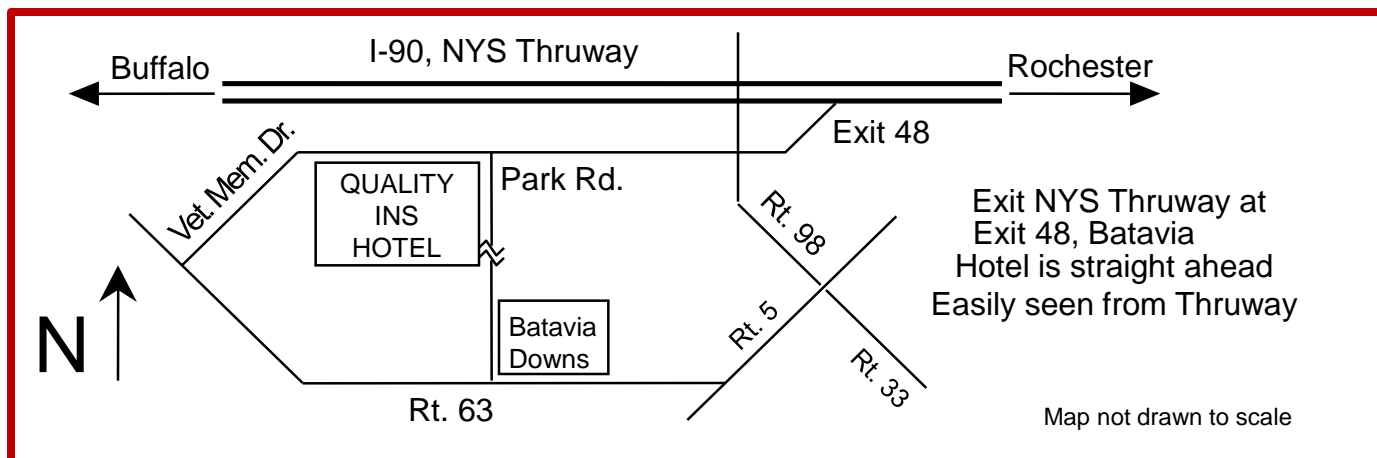 I-90, NYS Thruway
Buffalo
Rochester
Exit 48
Vet. Mem. Dr.
QUALITY
INS
HOTEL
Park Rd.
Rt. 98
Exit NYS Thruway at
Exit 48, Batavia
Hotel is straight ahead
Easily seen from Thruway
N
Batavia
Downs
Rt. 5
Rt. 33
Rt. 63
Map not drawn to scale